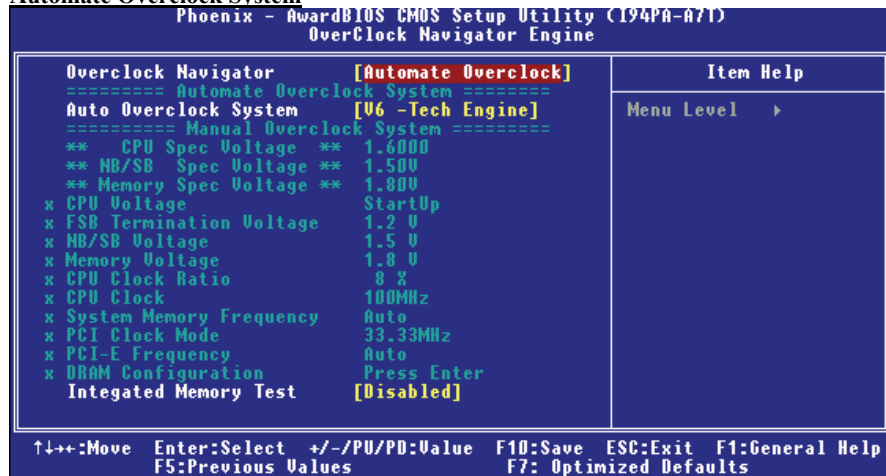 Automate Overclock System
Phoenix - AwardBIOS CMOS Setup Utility (I94PA-A7T)
OverClock Navigator Engine
Overclock Navigator [Automate Overclock] Item Help
========= Automate Overclock System ========
Auto Overclock System [V6 -Tech Engine] Menu Level ▸
========== Manual Overclock System =========
** CPU Spec Voltage ** 1.6000
** NB/SB Spec Voltage ** 1.50V
** Memory Spec Voltage ** 1.80V
x CPU Voltage StartUp
x FSB Termination Voltage 1.2 V
x NB/SB Voltage 1.5 V
x Memory Voltage 1.8 V
x CPU Clock Ratio 8 X
x CPU Clock 100MHz
x System Memory Frequency Auto
x PCI Clock Mode 33.33MHz
x PCI-E Frequency Auto
x DRAM Configuration Press Enter
Integated Memory Test [Disabled]
↑↓→←:Move Enter:Select +/-/PU/PD:Value F10:Save ESC:Exit F1:General Help
F5:Previous Values F7: Optimized Defaults